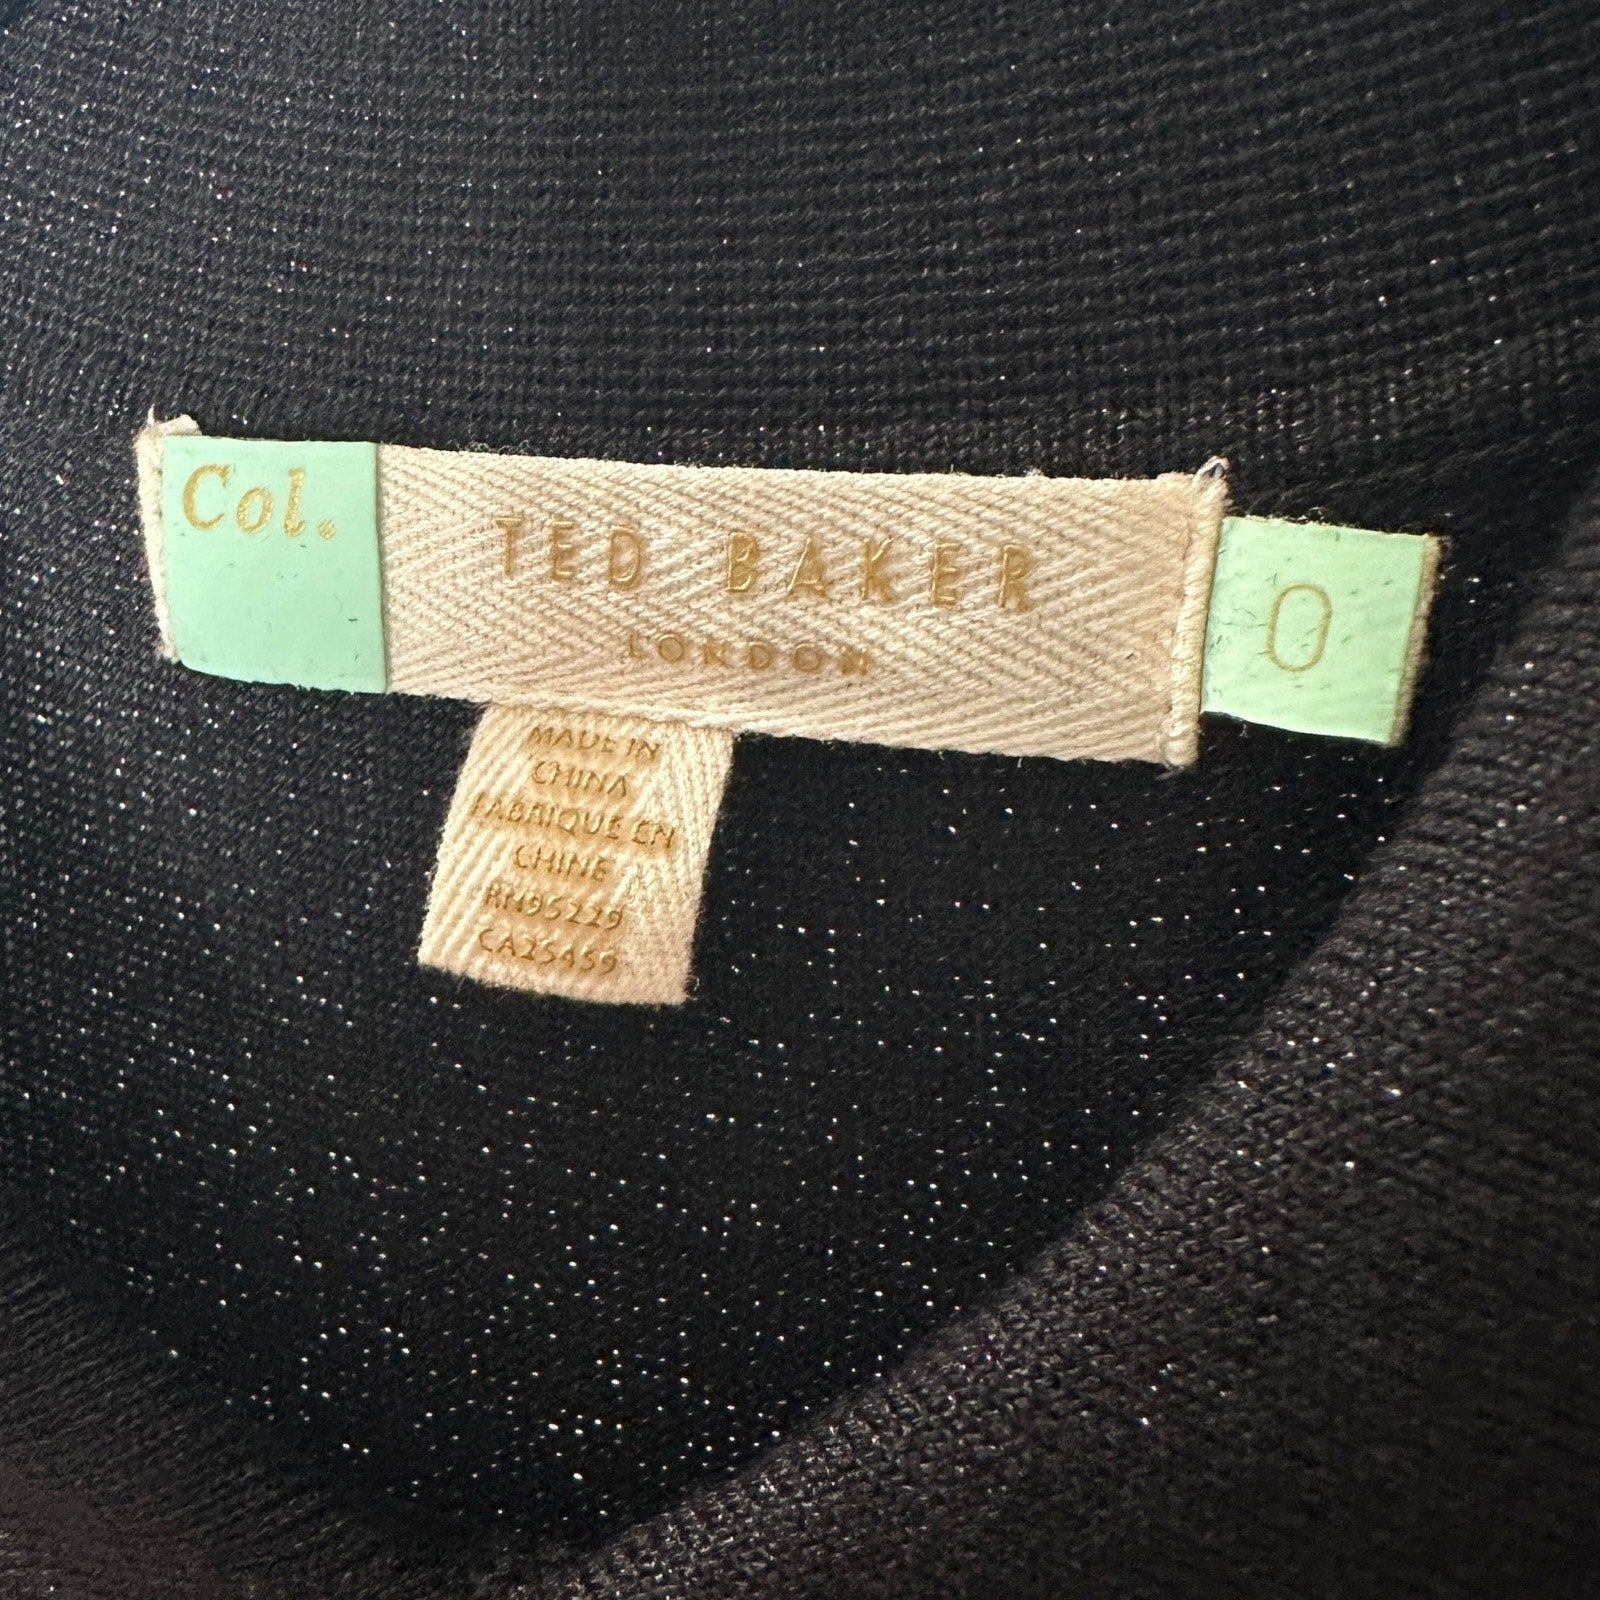 Col.
TED BAKER
LONDON
0
MADE IN
CHINA
FABRIQUE EN
CHINE
RN95229
CA25459